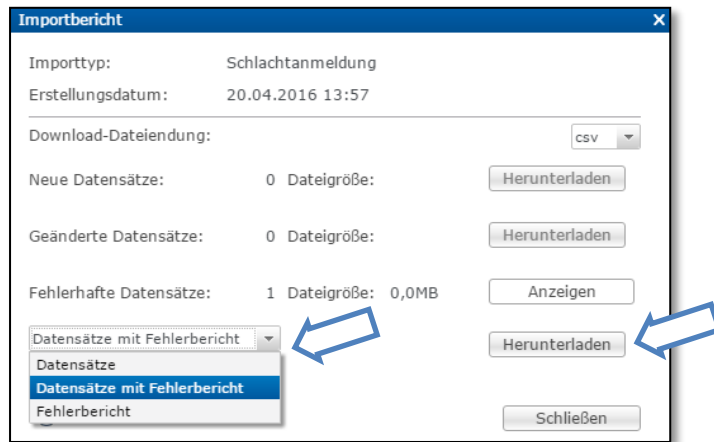 Importbericht x
Importtyp: Schlachtanmeldung
Erstellungsdatum: 20.04.2016 13:57
Download-Dateiendung: csv
Neue Datensätze: 0 Dateigröße: Herunterladen
Geänderte Datensätze: 0 Dateigröße: Herunterladen
Fehlerhafte Datensätze: 1 Dateigröße: 0,0MB Anzeigen
Datensätze mit Fehlerbericht Herunterladen
Datensätze
Datensätze mit Fehlerbericht
Fehlerbericht
Schließen